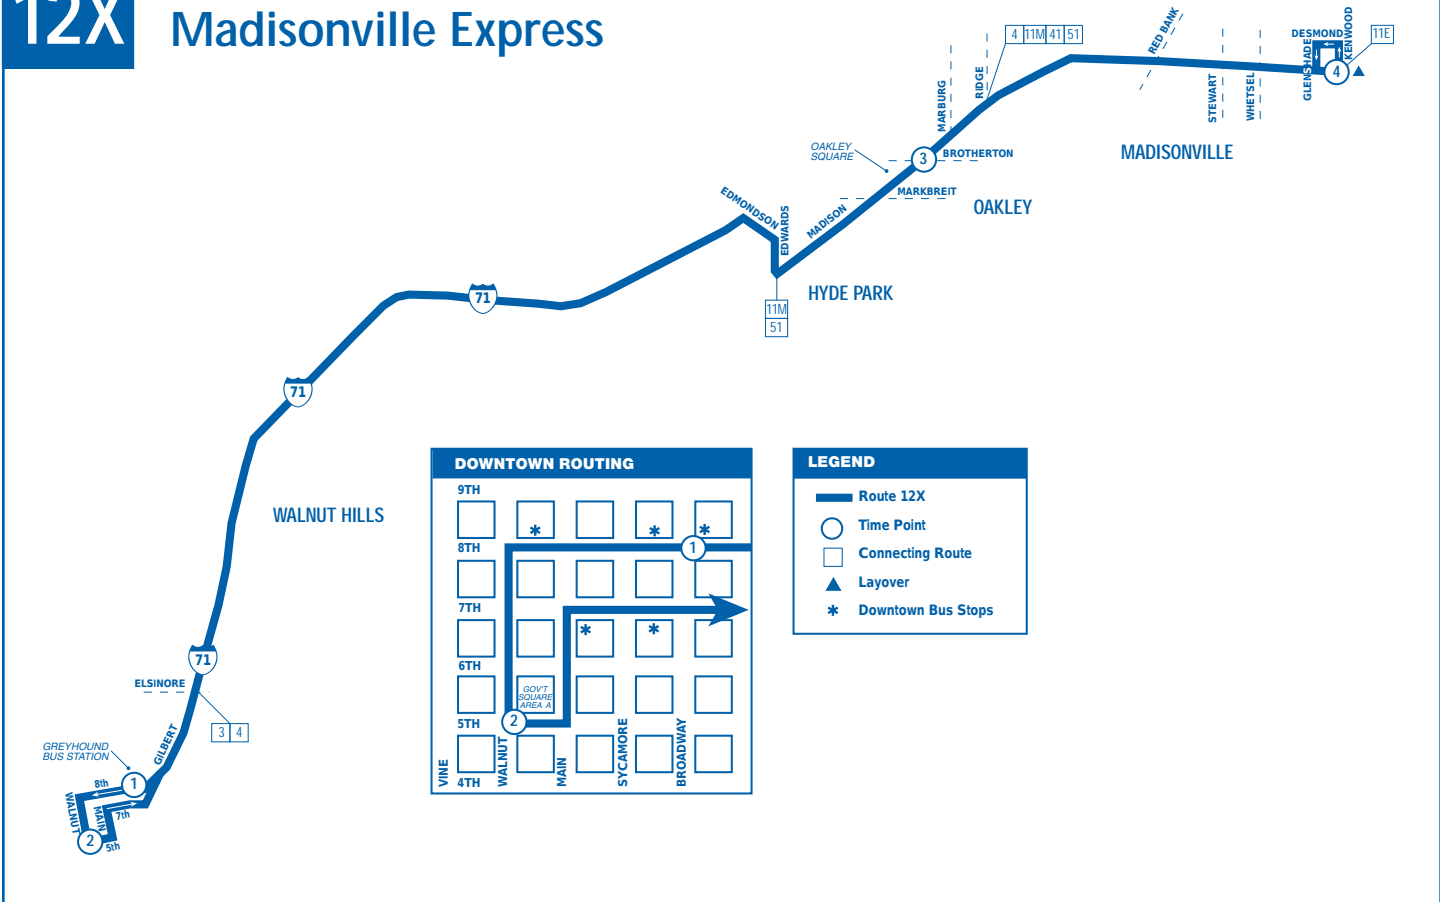 12X
Madisonville Express
RED BANK
KENWOOD
DESMOND
11E
4 11M 41 51
GLENSHADE
4
RIDGE
MARBURG
STEWART
WHETSEL
OAKLEY
SQUARE
3
BROTHERTON
MADISONVILLE
MARKBREIT
EDMONDSON
EDWARDS
MADISON
OAKLEY
71
HYDE PARK
11M
51
71
WALNUT HILLS
71
ELSINORE
3 4
GILBERT
GREYHOUND
BUS STATION
1
8th
WALNUT
MAIN
7th
2
5th
DOWNTOWN ROUTING
9TH
*
*
*
8TH
1
7TH
*
*
6TH
GOV'T
SQUARE
AREA A
5TH
2
VINE
WALNUT
MAIN
SYCAMORE
BROADWAY
4TH
LEGEND
Route 12X
Time Point
Connecting Route
Layover
* Downtown Bus Stops